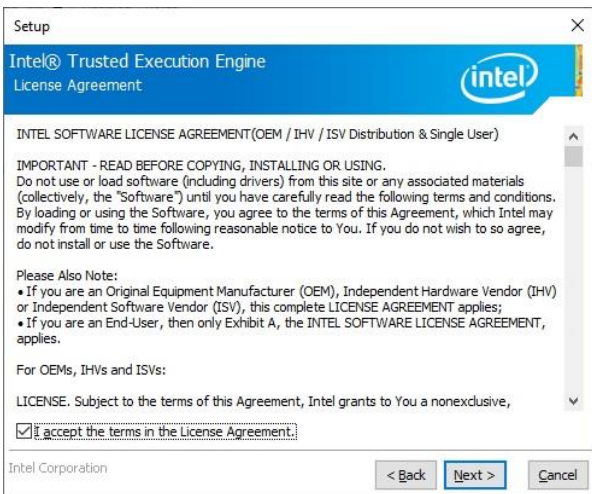 Setup
Intel® Trusted Execution Engine
License Agreement
intel
INTEL SOFTWARE LICENSE AGREEMENT(OEM / IHV / ISV Distribution & Single User)
IMPORTANT - READ BEFORE COPYING, INSTALLING OR USING.
Do not use or load software (including drivers) from this site or any associated materials
(collectively, the "Software") until you have carefully read the following terms and conditions.
By loading or using the Software, you agree to the terms of this Agreement, which Intel may
modify from time to time following reasonable notice to You. If you do not wish to so agree,
do not install or use the Software.
Please Also Note:
• If you are an Original Equipment Manufacturer (OEM), Independent Hardware Vendor (IHV)
or Independent Software Vendor (ISV), this complete LICENSE AGREEMENT applies;
• If you are an End-User, then only Exhibit A, the INTEL SOFTWARE LICENSE AGREEMENT,
applies.
For OEMs, IHVs and ISVs:
LICENSE. Subject to the terms of this Agreement, Intel grants to You a nonexclusive,
I accept the terms in the License Agreement.
Intel Corporation
< Back Next > Cancel